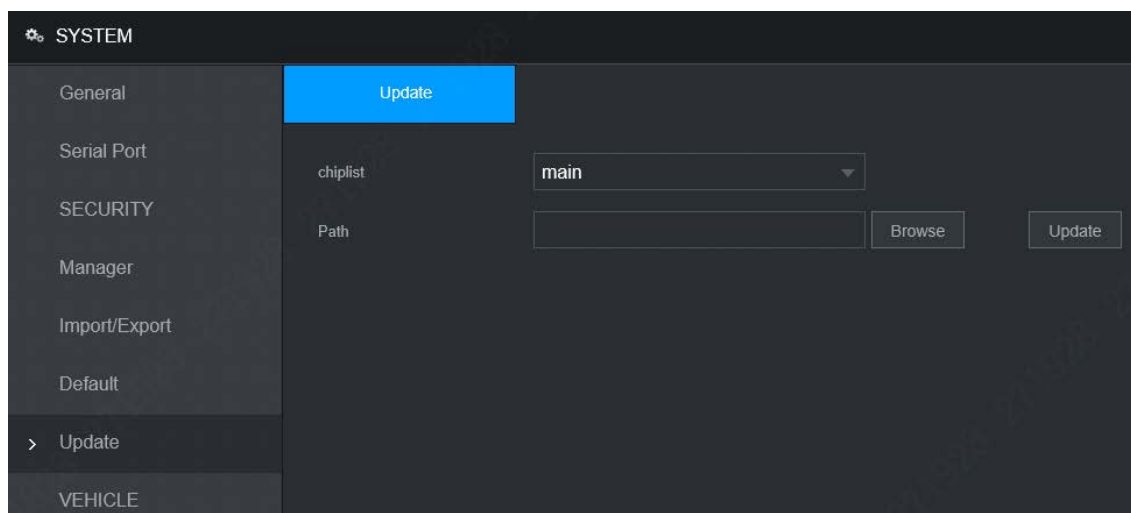 SYSTEM
General
Update
Serial Port
chiplist main
SECURITY
Path Browse Update
Manager
Import/Export
Default
> Update
VEHICLE